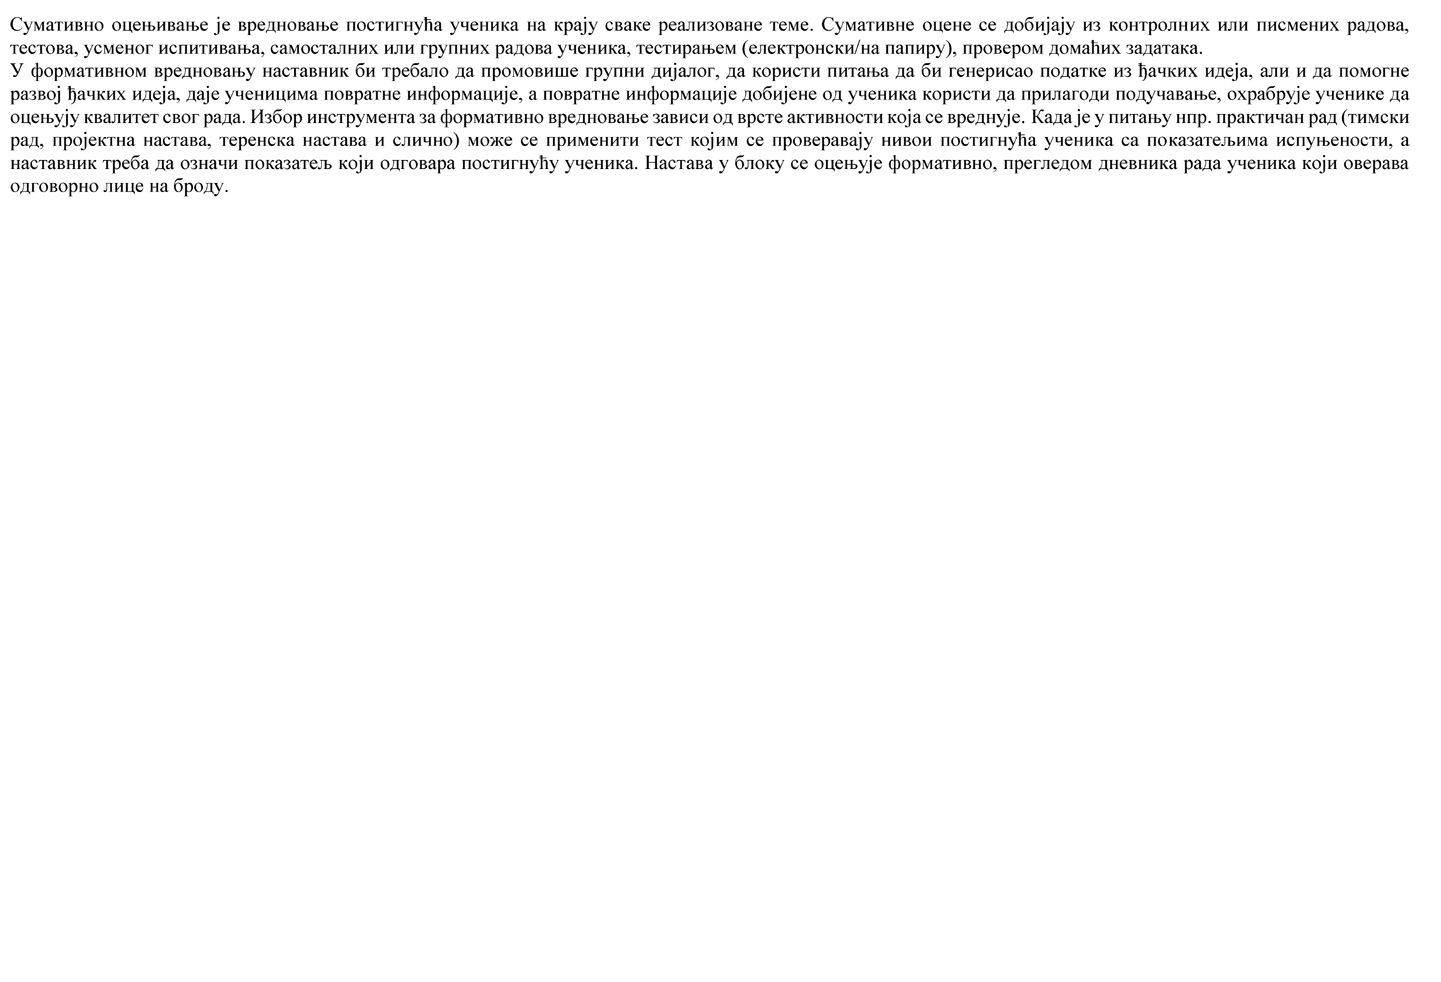 Сумативно оцењивање је вредновање постигнућа ученика на крају сваке реализоване теме. Сумативне оцене се добијају из контролних или писмених радова,
тестова, усменог испитивања, самосталних или групних радова ученика, тестирањем (електронски/на папиру), провером домаћих задатака.
У формативном вредновању наставник би требало да промовише групни дијалог, да користи питања да би генерисао податке из ђачких идеја, али и да помогне
развој ђачких идеја, даје ученицима повратне информације, а повратне информације добијене од ученика користи да прилагоди подучавање, охрабрује ученике да
оцењују квалитет свог рада. Избор инструмента за формативно вредновање зависи од врсте активности која се вреднује. Када је у питању нпр. практичан рад (тимски
рад, пројектна настава, теренска настава и слично) може се применити тест којим се проверавају нивои постигнућа ученика са показатељима испуњености, а
наставник треба да означи показатељ који одговара постигнућу ученика. Настава у блоку се оцењује формативно, прегледом дневника рада ученика који оверава
одговорно лице на броду.